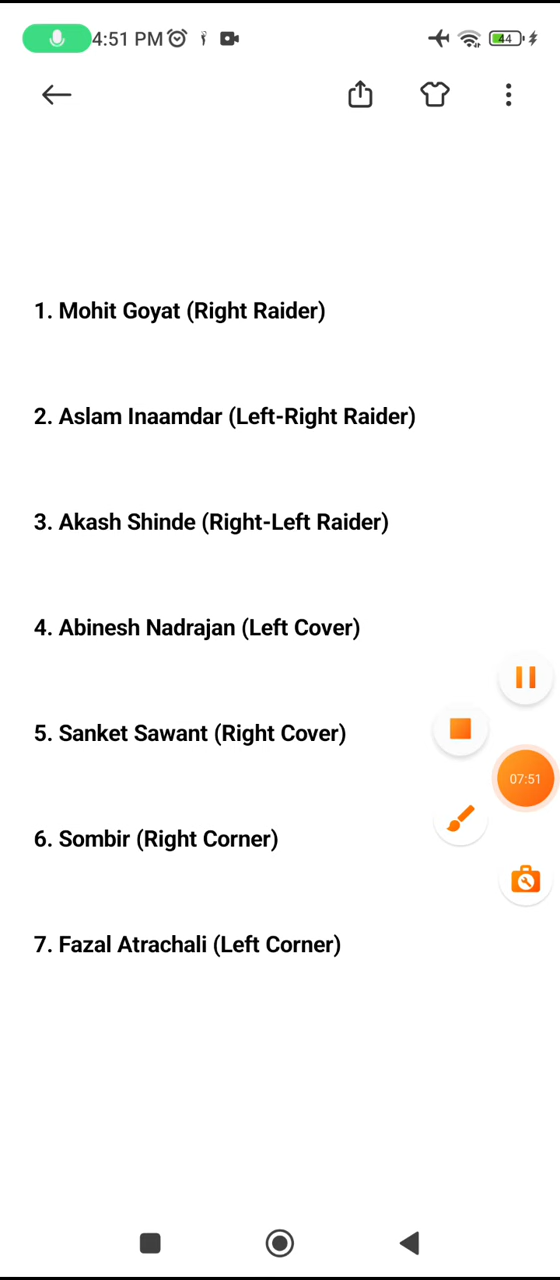 4:51 PM
44
1. Mohit Goyat (Right Raider)
2. Aslam Inaamdar (Left-Right Raider)
3. Akash Shinde (Right-Left Raider)
4. Abinesh Nadrajan (Left Cover)
5. Sanket Sawant (Right Cover)
07:51
6. Sombir (Right Corner)
7. Fazal Atrachali (Left Corner)